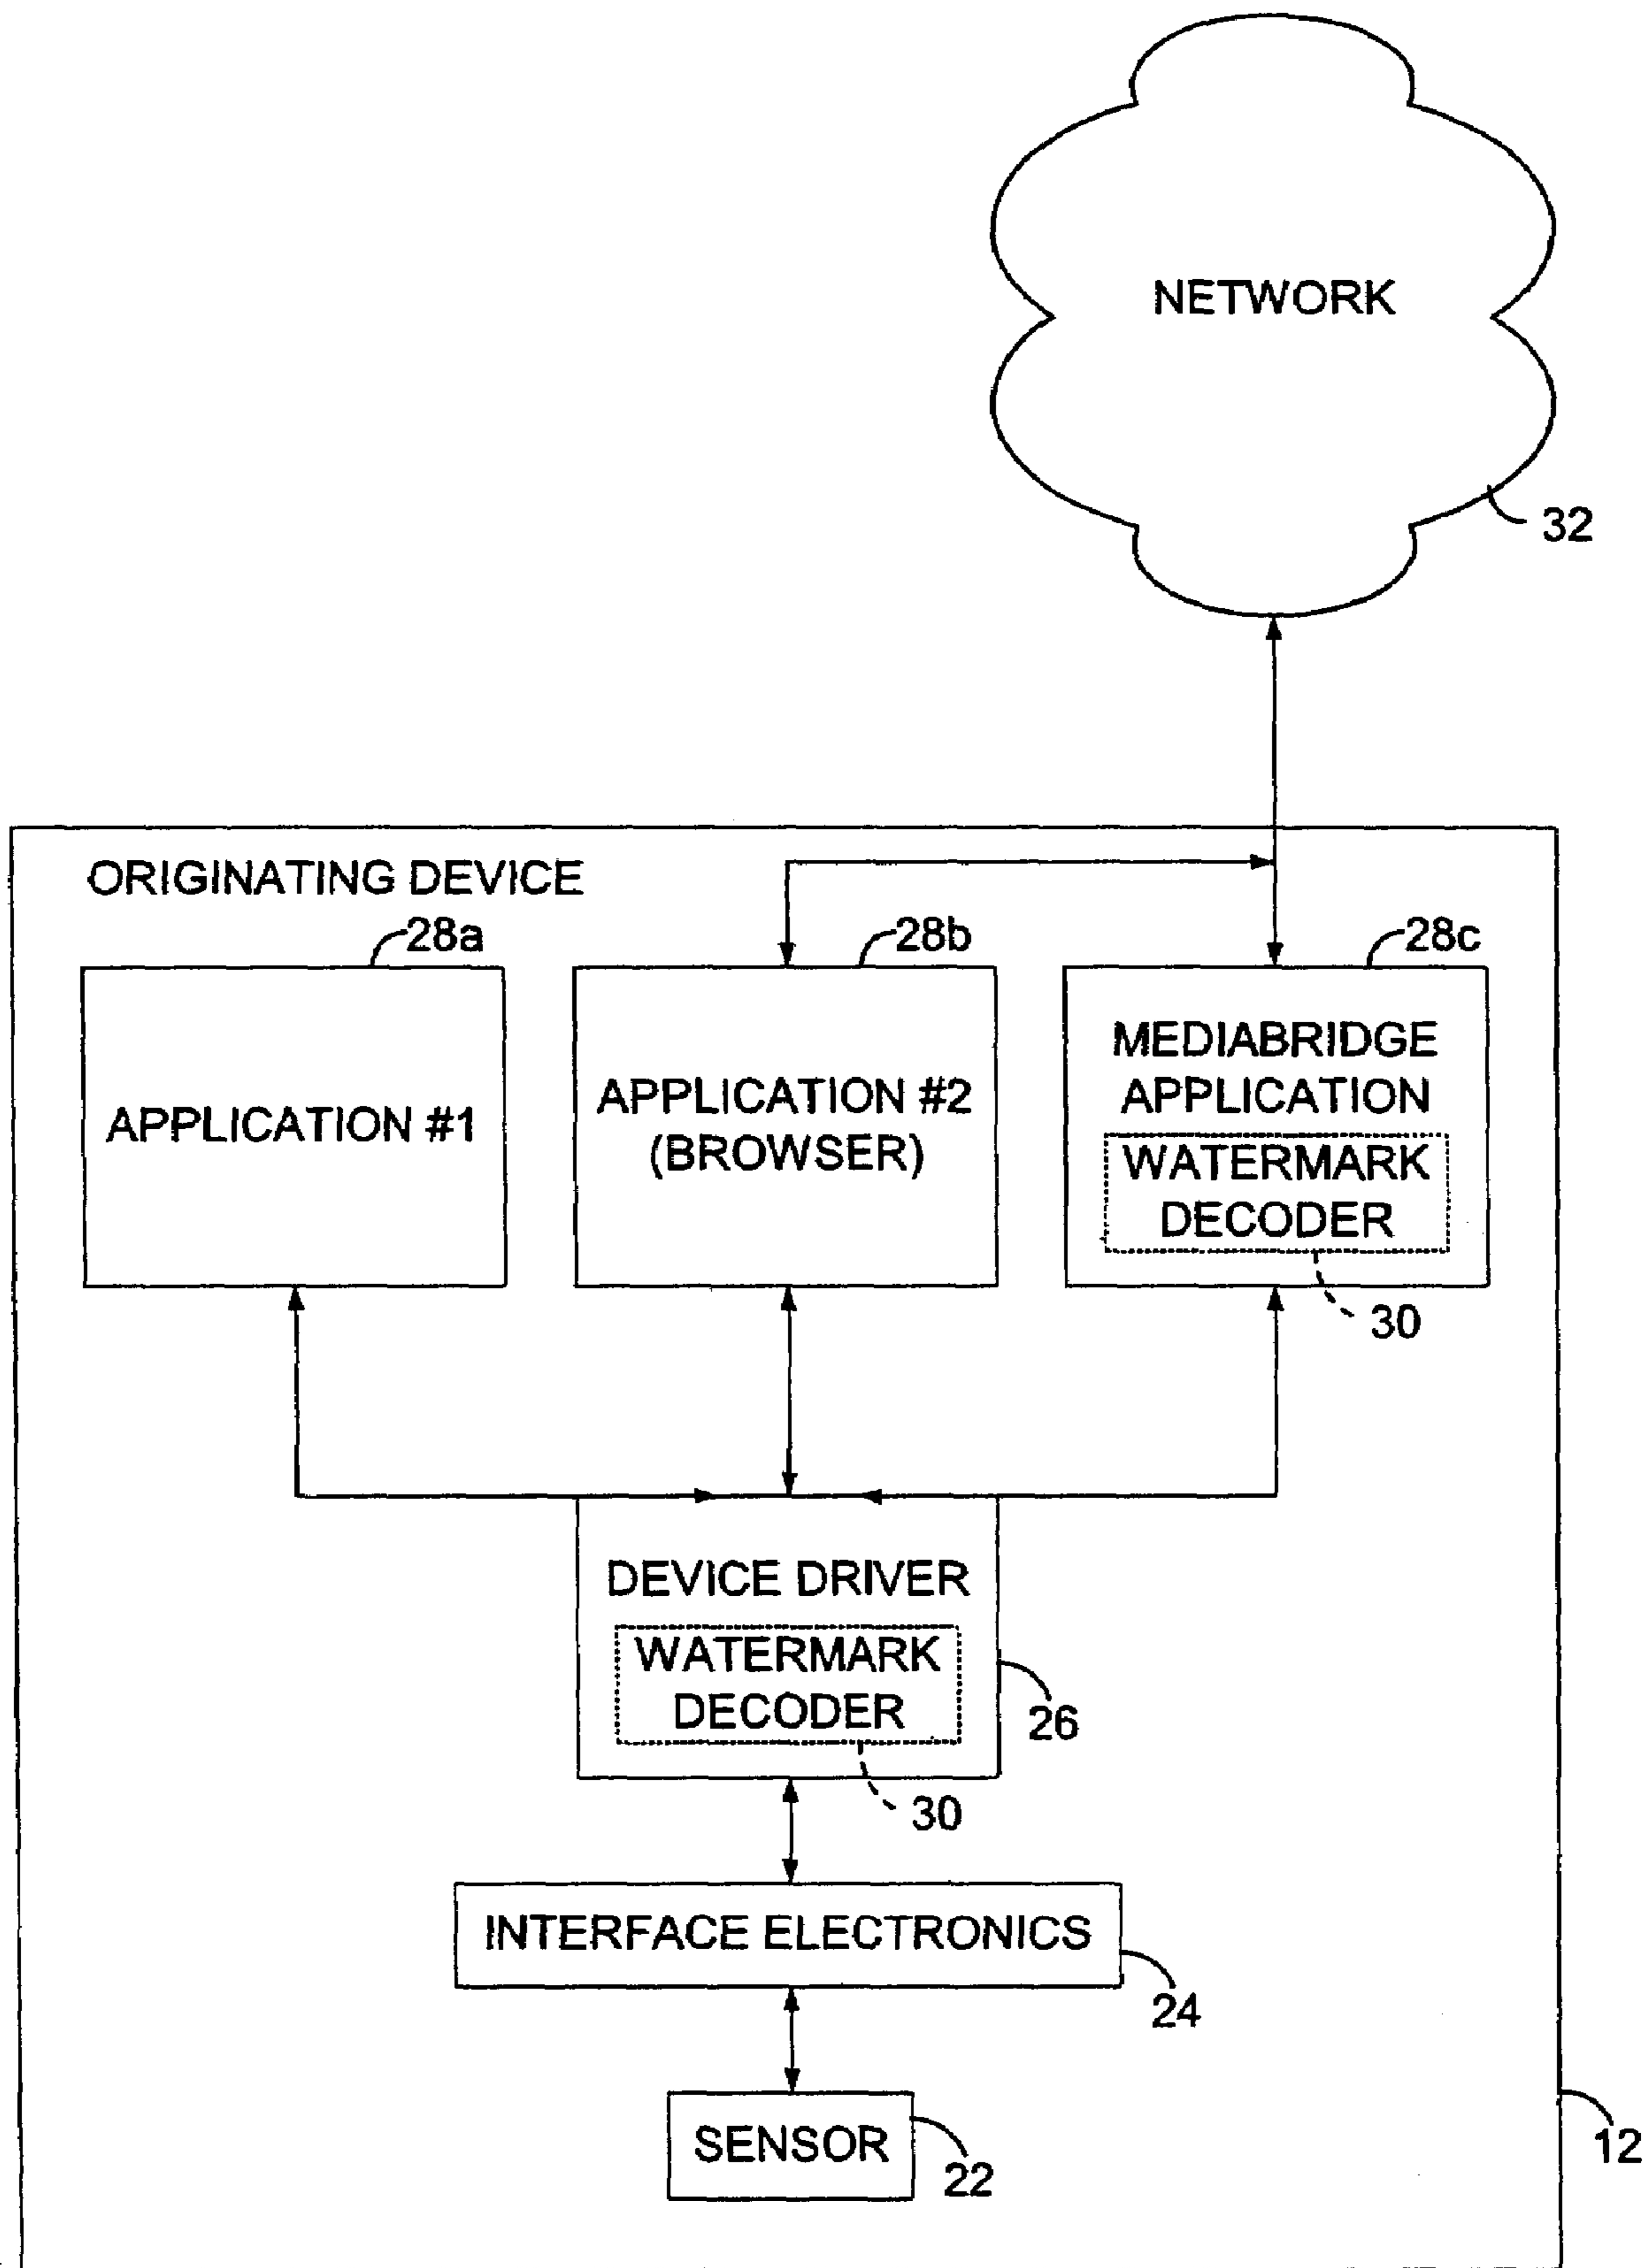 NETWORK
32
ORIGINATING DEVICE
28a
28b
28c
APPLICATION #1
APPLICATION #2
(BROWSER)
MEDIABRIDGE
APPLICATION
WATERMARK
DECODER
30
DEVICE DRIVER
WATERMARK
DECODER
26
30
INTERFACE ELECTRONICS
24
SENSOR
22
12